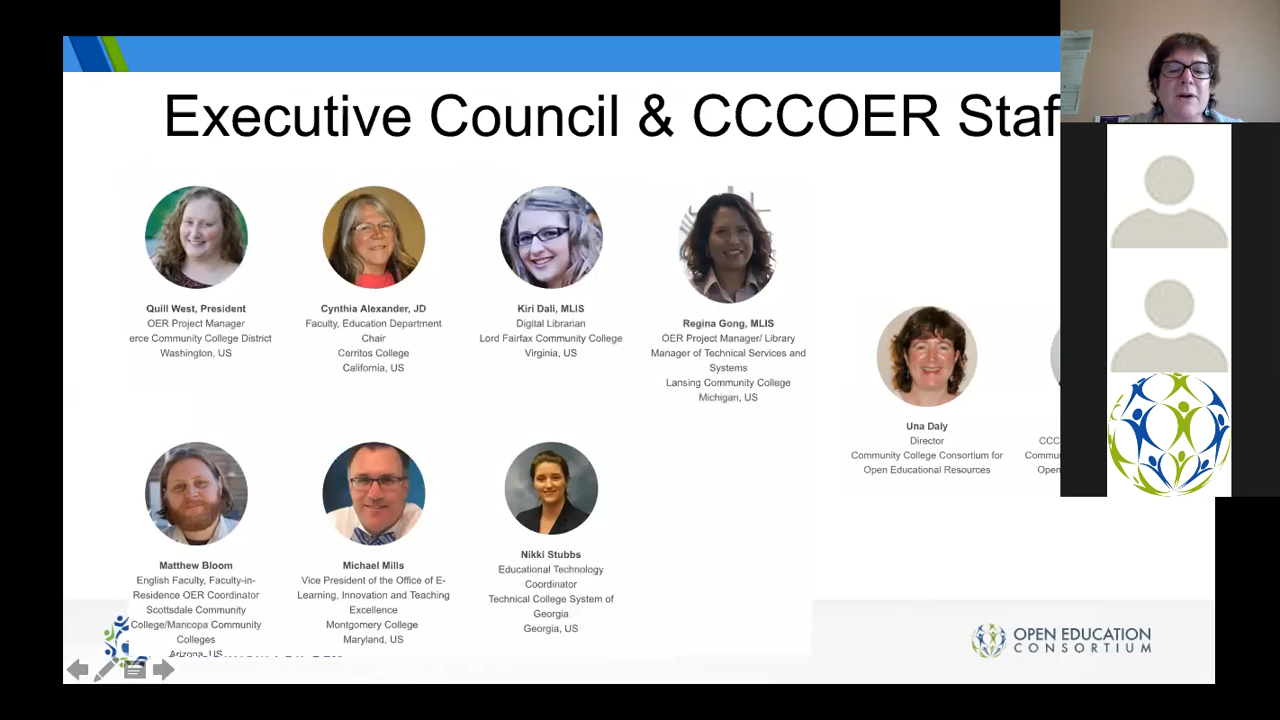 Executive Council & CCCOER Staf
Quill West, President
OER Project Manager
erce Community College District
Washington, US
Cynthia Alexander, JD
Faculty, Education Department
Chair
Cerritos College
California, US
Kiri Dali, MLIS
Digital Librarian
Lord Fairfax Community College
Virginia, US
Regina Gong, MLIS
OER Project Manager/ Library
Manager of Technical Services and
Systems
Lansing Community College
Michigan, US
Una Daly
Director
Community College Consortium for
Open Educational Resources
CCC
Commu
Open
Matthew Bloom
English Faculty, Faculty-in-
Residence OER Coordinator
Scottsdale Community
College/Maricopa Community
Colleges
Arizona, US
Michael Mills
Vice President of the Office of E-
Learning, Innovation and Teaching
Excellence
Montgomery College
Maryland, US
Nikki Stubbs
Educational Technology
Coordinator
Technical College System of
Georgia
Georgia, US
OPEN EDUCATION
CONSORTIUM